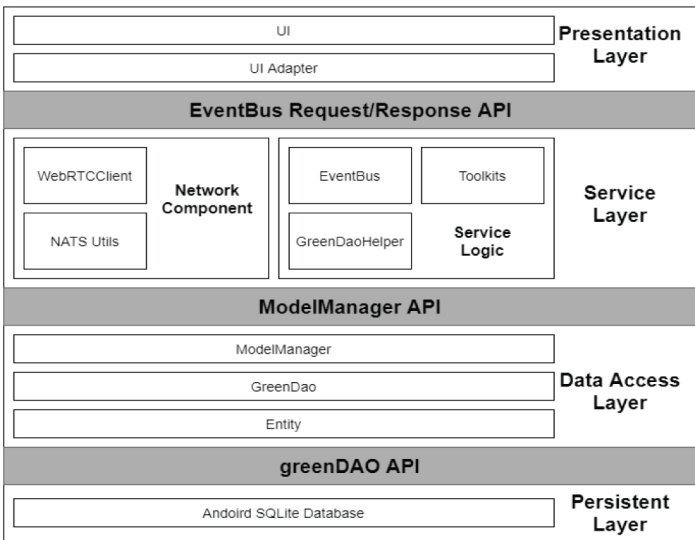 UI
Presentation
Layer
UI Adapter
EventBus Request/Response API
WebRTCClient
NATS Utils
Network
Component
EventBus
Toolkits
GreenDaoHelper
Service
Logic
Service
Layer
ModelManager API
ModelManager
GreenDao
Entity
Data Access
Layer
greenDAO API
Andoird SQLite Database
Persistent
Layer